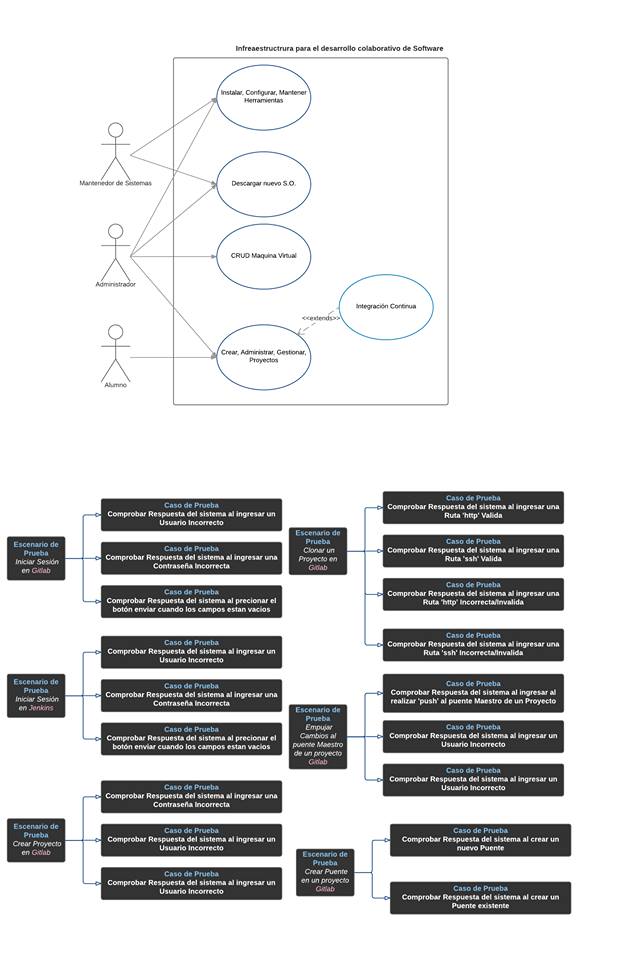 Infreaestructrura para el desarrollo colaborativo de Software
Instalar, Configurar, Mantener
Herramientas
Mantenedor de Sistemas
Descargar nuevo S.O.
CRUD Maquina Virtual
Administrador
Integración Continua
<<extends>>
Crear, Administrar, Gestionar,
Proyectos
Alumno
Escenario de
Prueba
Iniciar Sesión
en Gitlab
Caso de Prueba
Comprobar Respuesta del sistema al ingresar un
Usuario Incorrecto
Caso de Prueba
Comprobar Respuesta del sistema al ingresar una
Contraseña Incorrecta
Caso de Prueba
Comprobar Respuesta del sistema al precionar el
botón enviar cuando los campos estan vacios
Escenario de
Prueba
Iniciar Sesión
en Jenkins
Caso de Prueba
Comprobar Respuesta del sistema al ingresar un
Usuario Incorrecto
Caso de Prueba
Comprobar Respuesta del sistema al ingresar una
Contraseña Incorrecta
Caso de Prueba
Comprobar Respuesta del sistema al precionar el
botón enviar cuando los campos estan vacios
Escenario de
Prueba
Crear Proyecto
en Gitlab
Caso de Prueba
Comprobar Respuesta del sistema al ingresar una
Contraseña Incorrecta
Caso de Prueba
Comprobar Respuesta del sistema al ingresar un
Usuario Incorrecto
Caso de Prueba
Comprobar Respuesta del sistema al ingresar un
Usuario Incorrecto
Escenario de
Prueba
Clonar un
Proyecto en
Gitlab
Caso de Prueba
Comprobar Respuesta del sistema al ingresar una
Ruta 'http' Valida
Caso de Prueba
Comprobar Respuesta del sistema al ingresar una
Ruta 'ssh' Valida
Caso de Prueba
Comprobar Respuesta del sistema al ingresar una
Ruta 'http' Incorrecta/Invalida
Caso de Prueba
Comprobar Respuesta del sistema al ingresar una
Ruta 'ssh' Incorrecta/Invalida
Escenario de
Prueba
Empujar
Cambios al
puente Maestro
de un proyecto
Gitlab
Caso de Prueba
Comprobar Respuesta del sistema al ingresar al
realizar 'push' al puente Maestro de un Proyecto
Caso de Prueba
Comprobar Respuesta del sistema al ingresar un
Usuario Incorrecto
Caso de Prueba
Comprobar Respuesta del sistema al ingresar un
Usuario Incorrecto
Escenario de
Prueba
Crear Puente
en un proyecto
Gitlab
Caso de Prueba
Comprobar Respuesta del sistema al crear un
nuevo Puente
Caso de Prueba
Comprobar Respuesta del sistema al crear un
Puente existente